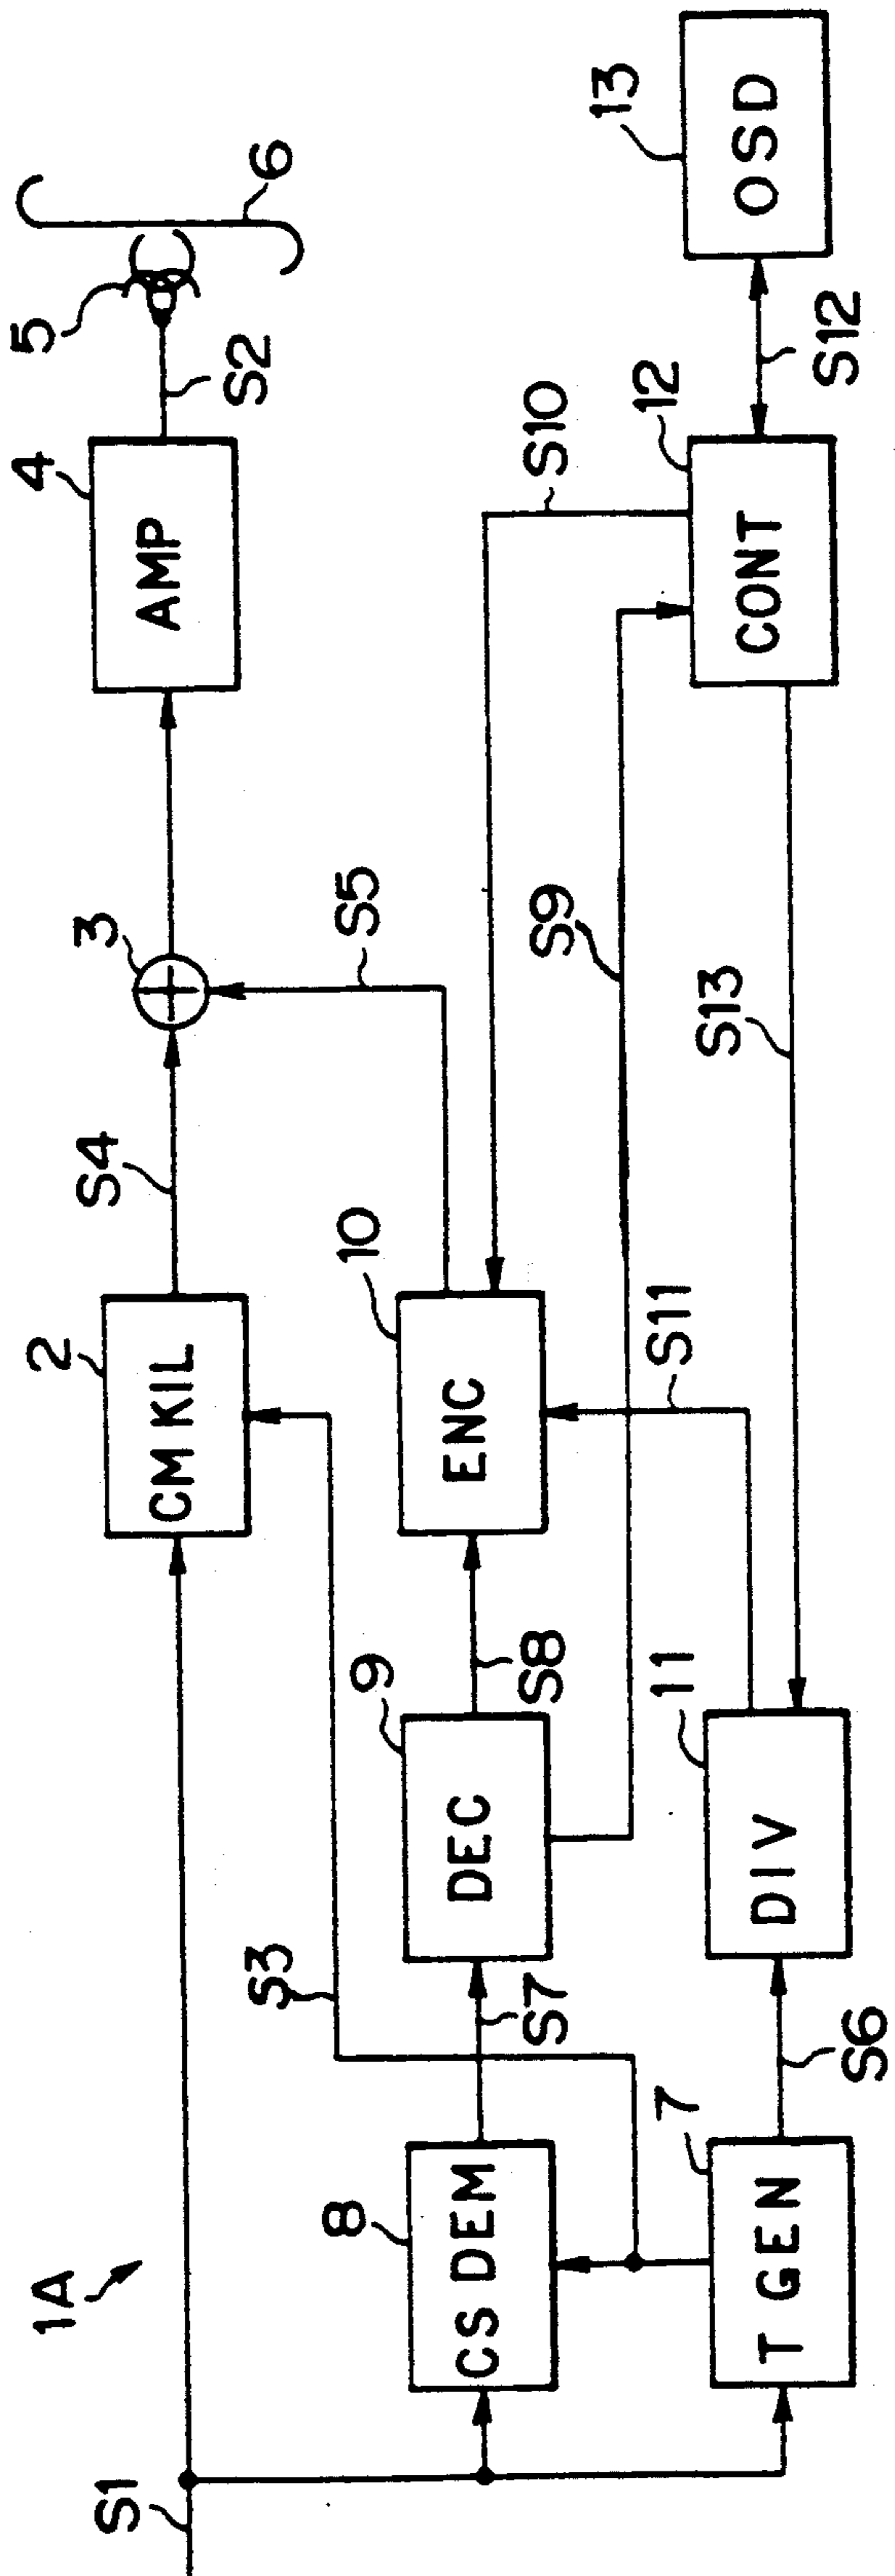 1A
S1
2
CM KIL
S4
3
4
AMP
S2
5
6
S3
S5
8
CS DEM
S7
9
DEC
S8
10
ENC
S10
S9
7
T GEN
S6
11
DIV
S11
S13
12
CONT
S12
13
OSD